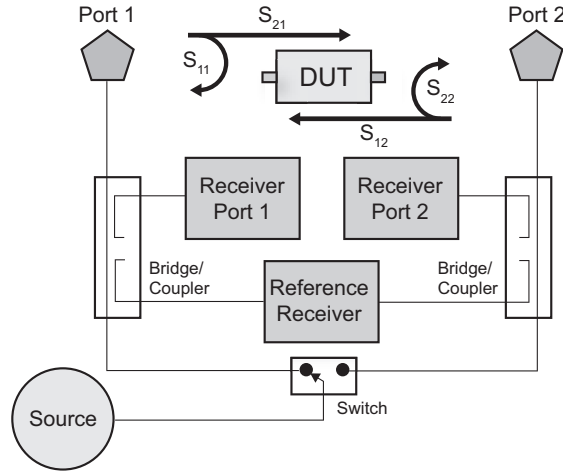 Port 1
Port 2
S21
S11
DUT
S22
S12
Receiver
Port 1
Receiver
Port 2
Bridge/
Coupler
Reference
Receiver
Bridge/
Coupler
Switch
Source